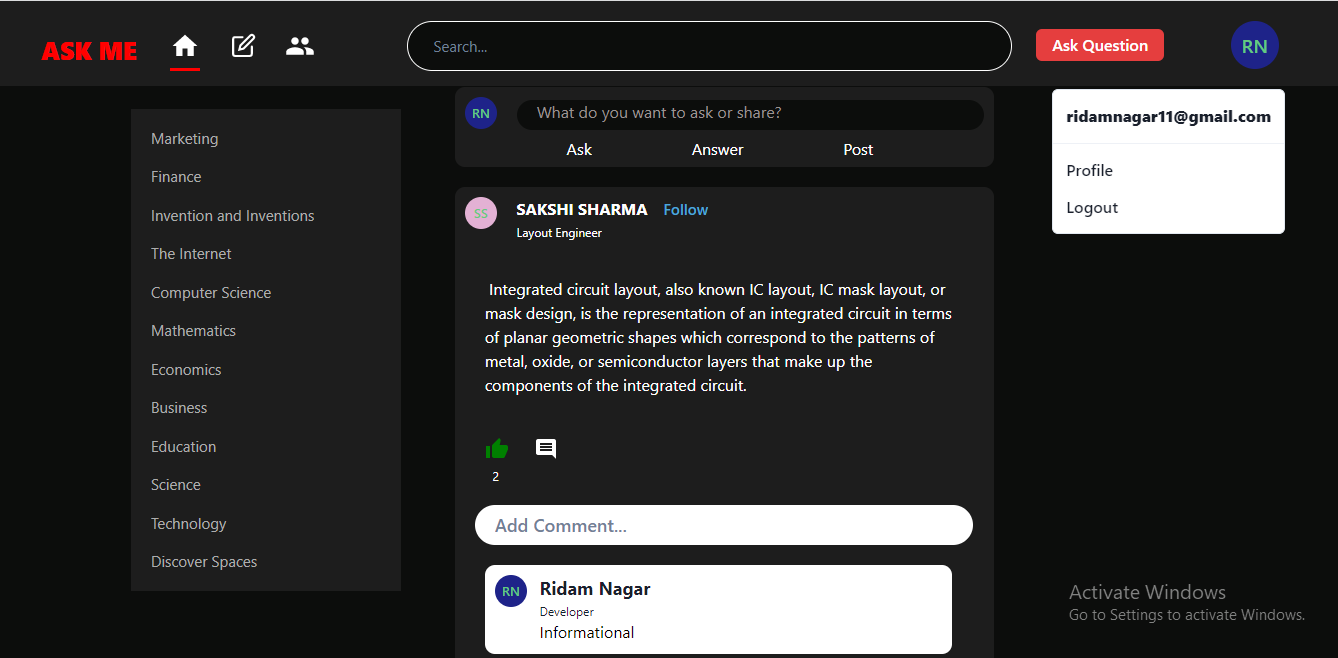 ASK ME
Search...
Ask Question
RN
Marketing
Finance
Invention and Inventions
The Internet
Computer Science
Mathematics
Economics
Business
Education
Science
Technology
Discover Spaces
RN
What do you want to ask or share?
Ask Answer Post
SS
SAKSHI SHARMA Follow
Layout Engineer
Integrated circuit layout, also known IC layout, IC mask layout, or
mask design, is the representation of an integrated circuit in terms
of planar geometric shapes which correspond to the patterns of
metal, oxide, or semiconductor layers that make up the
components of the integrated circuit.
2
Add Comment...
RN
Ridam Nagar
Developer
Informational
ridamnagar11@gmail.com
Profile
Logout
Activate Windows
Go to Settings to activate Windows.